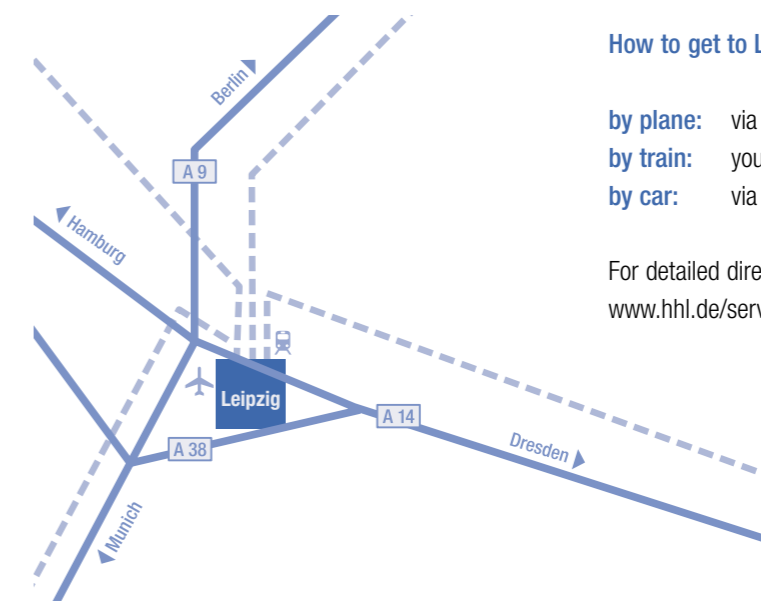 How to get to L
by plane: via
by train: you
by car: via
For detailed dire
www.hhl.de/serv
Berlin
A 9
Hamburg
Leipzig
A 14
A 38
Dresden
Munich